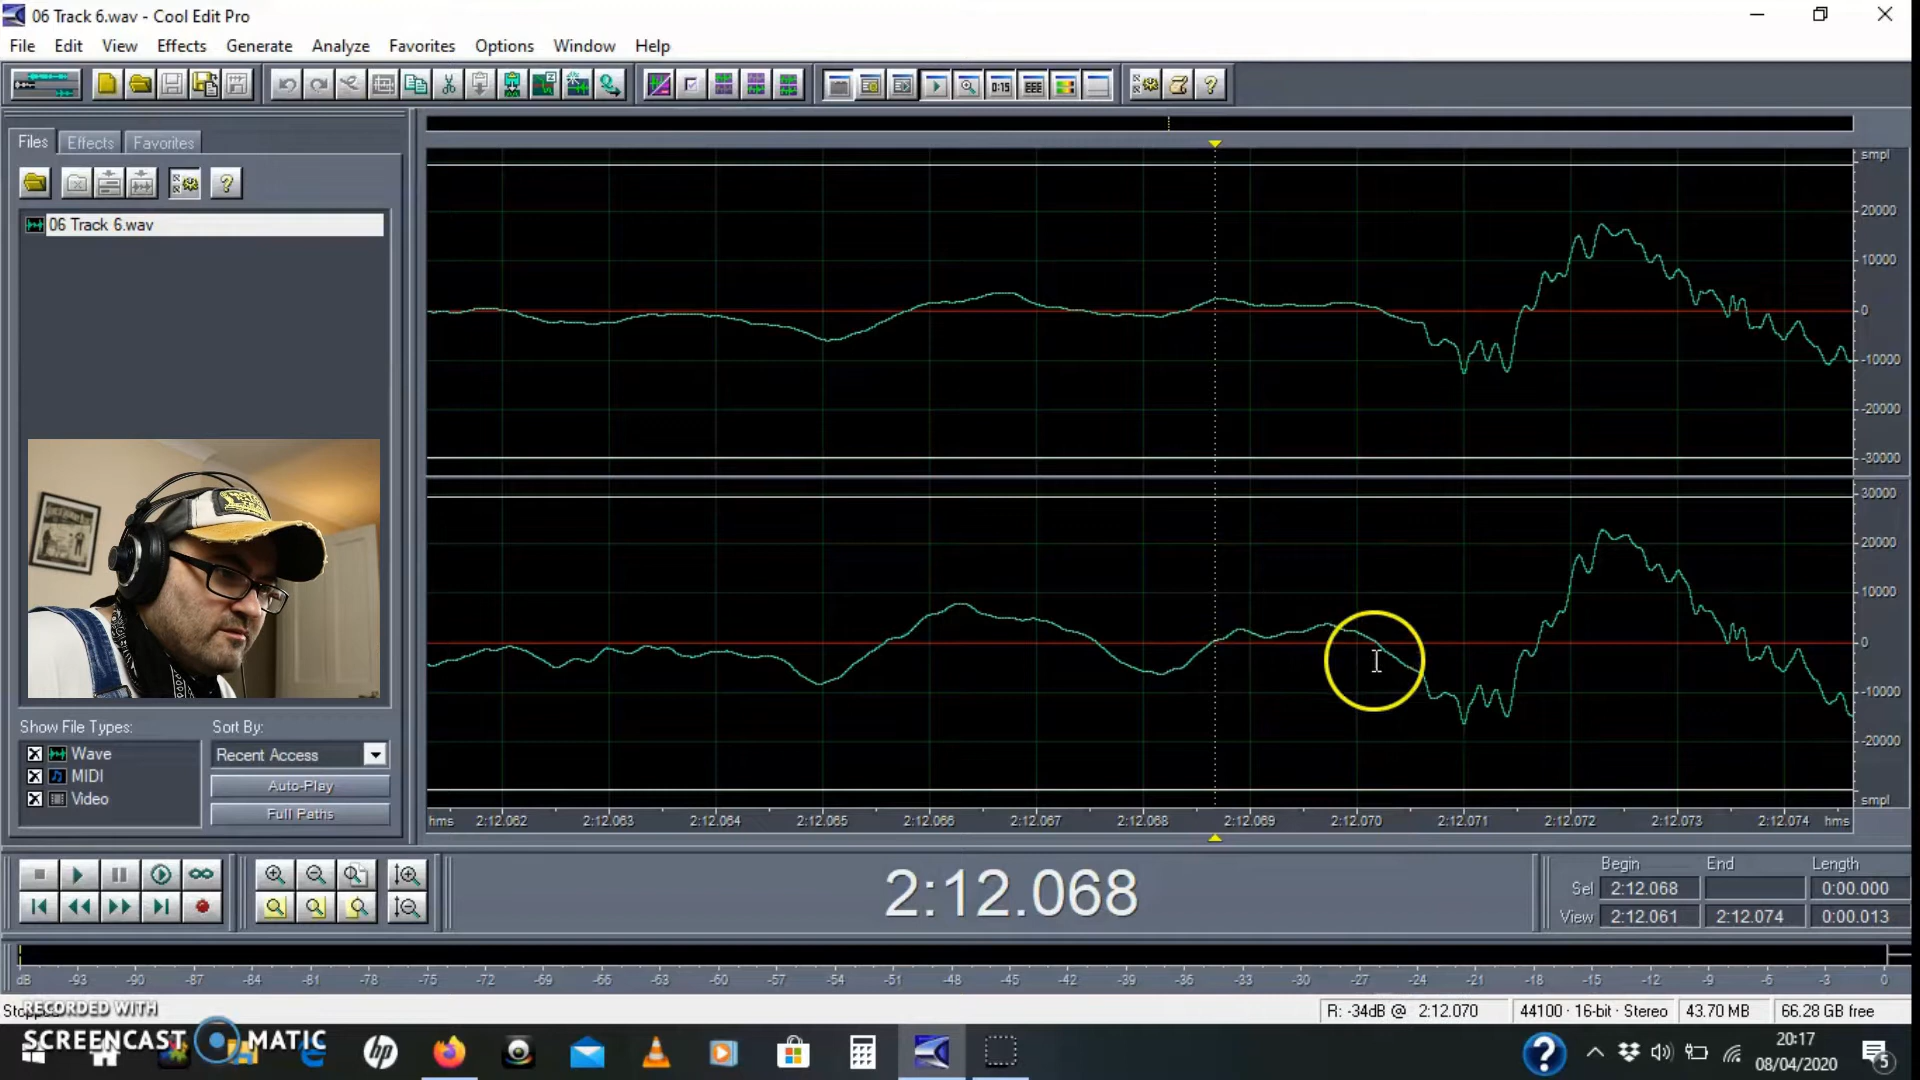 06 Track 6.wav - Cool Edit Pro
File Edit View Effects Generate Analyze Favorites Options Window Help
0:15
Files Effects Favorites
06 Track 6.wav
Show File Types:
Sort By:
Wave
MIDI
Video
Recent Access
Auto-Play
Full Paths
smpl
20000
10000
0
-10000
-20000
-30000
30000
20000
10000
0
-10000
-20000
smpl
hms 2:12.062 2:12.063 2:12.064 2:12.065 2:12.066 2:12.067 2:12.068 2:12.069 2:12.070 2:12.071 2:12.072 2:12.073 2:12.074 hms
2:12.068
Begin End Length
Sel 2:12.068 0:00.000
View 2:12.061 2:12.074 0:00.013
dB -93 -90 -87 -84 -81 -78 -75 -72 -69 -66 -63 -60 -57 -54 -51 -48 -45 -42 -39 -36 -33 -30 -27 -24 -21 -18 -15 -12 -9 -6 -3 0
R: -34dB @ 2:12.070
44100 · 16-bit · Stereo
43.70 MB
66.28 GB free
RECORDED WITH
SCREENCAST MATIC
hp
20:17
08/04/2020
5